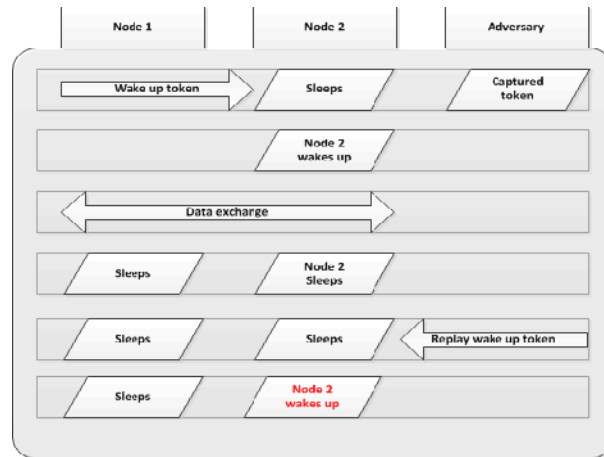 Node 1
Node 2
Adversary
Wake up token
Sleeps
Captured
token
Node 2
wakes up
Data exchange
Sleeps
Node 2
Sleeps
Sleeps
Sleeps
Replay wake up token
Sleeps
Node 2
wakes up